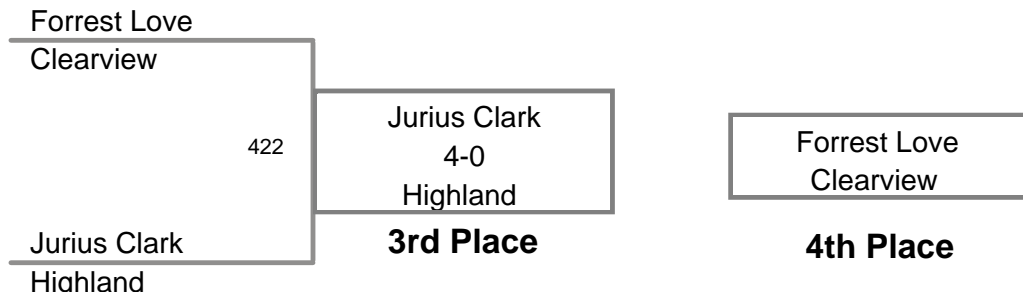 Forrest Love
Clearview
422
Jurius Clark
Highland
Jurius Clark
4-0
Highland
3rd Place
Forrest Love
Clearview
4th Place